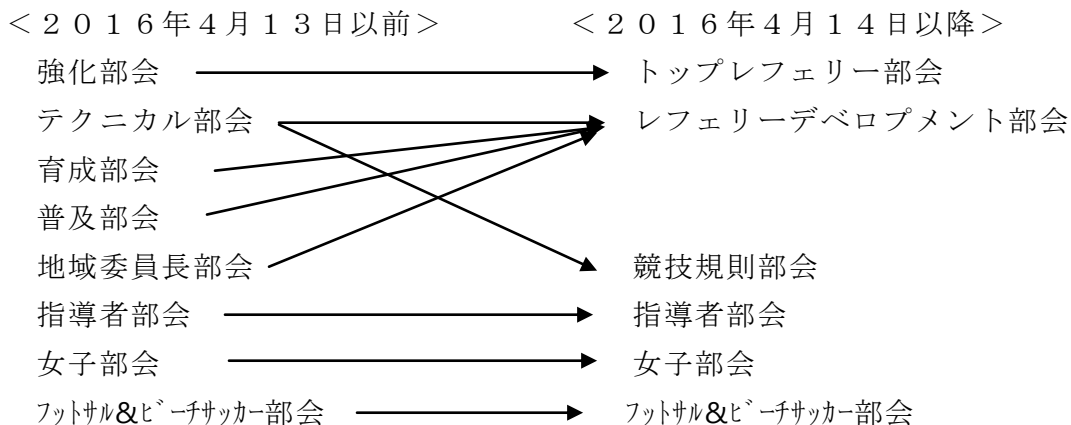 ＜２０１６年４月１３日以前＞ ＜２０１６年４月１４日以降＞
強化部会 トップレフェリー部会
テクニカル部会 レフェリーデベロプメント部会
育成部会
普及部会
地域委員長部会 競技規則部会
指導者部会 指導者部会
女子部会 女子部会
ﾌｯﾄｻﾙ&ﾋﾞｰﾁｻｯｶｰ部会 ﾌｯﾄｻﾙ&ﾋﾞｰﾁｻｯｶｰ部会